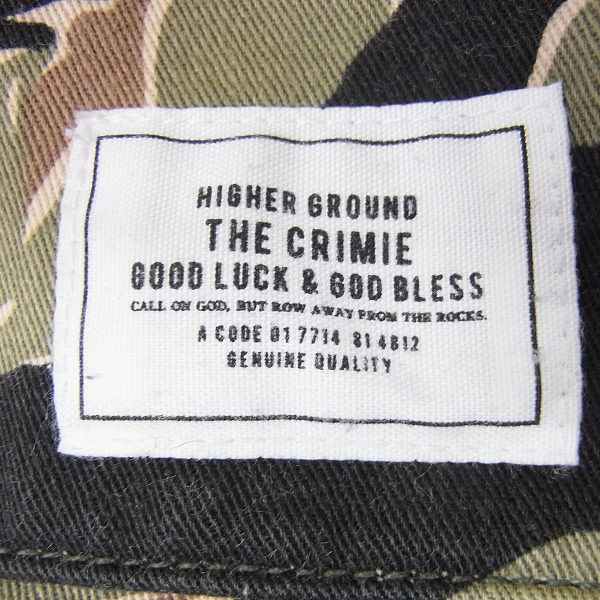 HIGHER GROUND
THE CRIMIE
GOOD LUCK & GOD BLESS
CALL ON GOD, BUT ROW AWAY FROM THE ROCKS.
A CODE 01 7714 81 4812
GENUINE QUALITY